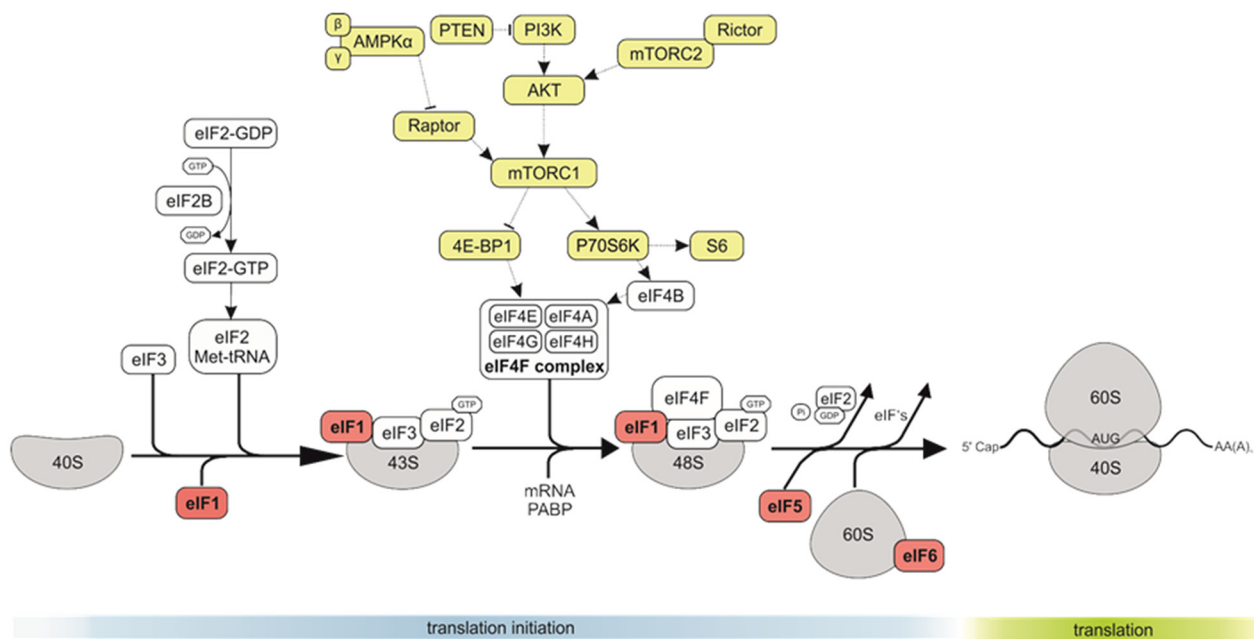 β
γ
AMPKα
PTEN
PI3K
Rictor
mTORC2
AKT
Raptor
mTORC1
4E-BP1
P70S6K
S6
eIF4B
eIF4E
eIF4A
eIF4G
eIF4H
eIF4F complex
eIF2-GDP
GTP
eIF2B
GDP
eIF2-GTP
eIF2
Met-tRNA
eIF3
40S
eIF1
eIF1
eIF3
eIF2
GTP
43S
mRNA
PABP
eIF4F
eIF1
eIF3
eIF2
GTP
48S
Pi
eIF2
GDP
eIF's
eIF5
60S
eIF6
60S
5' Cap
AUG
AA(A)n
40S
translation initiation
translation